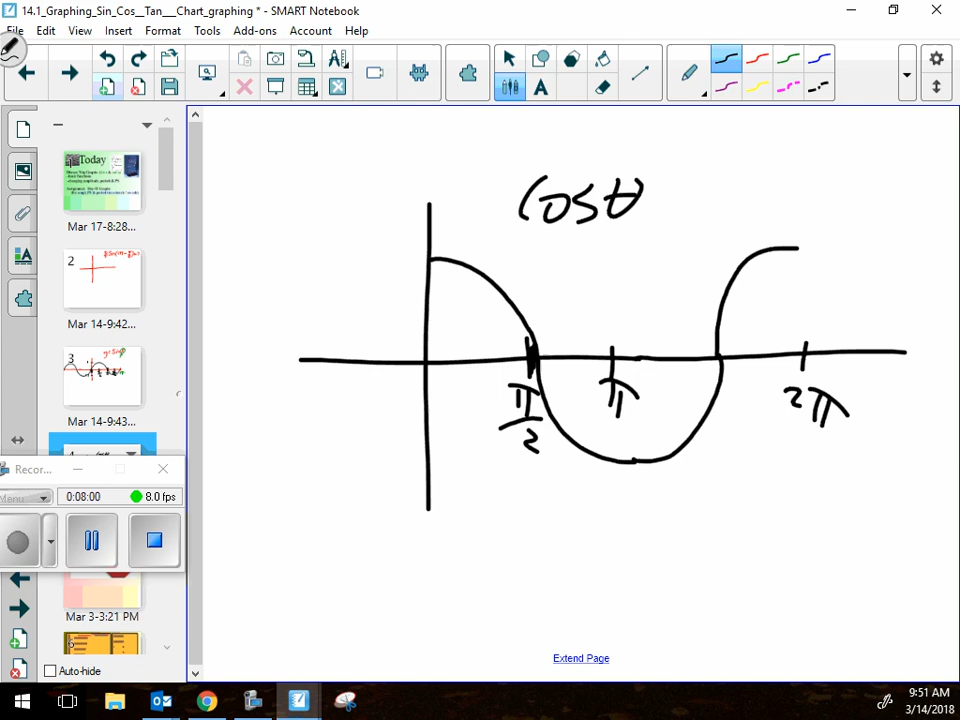 14.1_Graphing_Sin_Cos__Tan___Chart_graphing * - SMART Notebook
File Edit View Insert Format Tools Add-ons Account Help
Today
Mar 17-8:28...
2
Mar 14-9:42...
3
Mar 14-9:43...
Recor...
Menu
0:08:00
8.0 fps
Mar 3-3:21 PM
Auto-hide
cosθ
π/2
π
2π
Extend Page
9:51 AM
3/14/2018